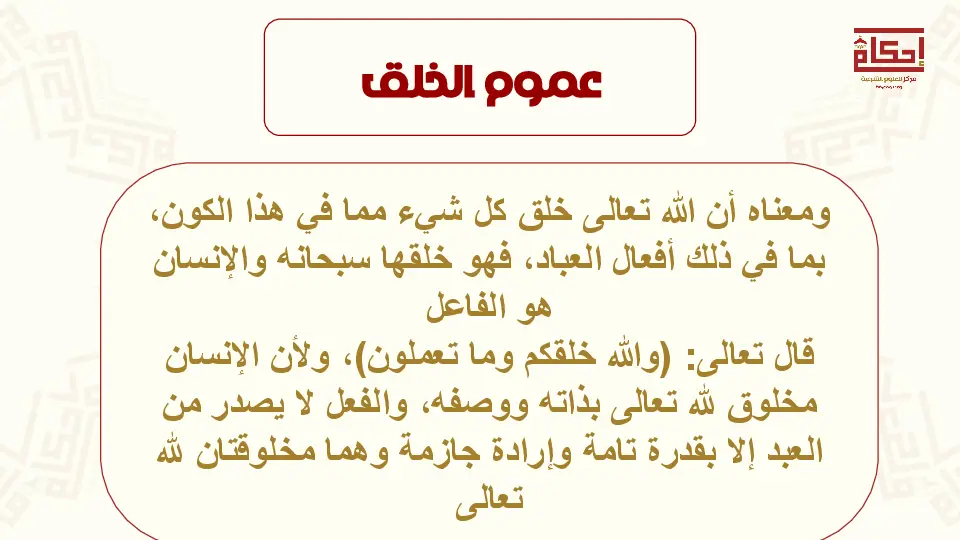 إحكام
مركز للعلوم الشرعية
عموم الخلق
ومعناه أن الله تعالى خلق كل شيء مما في هذا الكون،
بما في ذلك أفعال العباد، فهو خلقها سبحانه والإنسان
هو الفاعل
قال تعالى: (والله خلقكم وما تعملون)، ولأن الإنسان
مخلوق لله تعالى بذاته ووصفه، والفعل لا يصدر من
العبد إلا بقدرة تامة وإرادة جازمة وهما مخلوقتان لله
تعالى